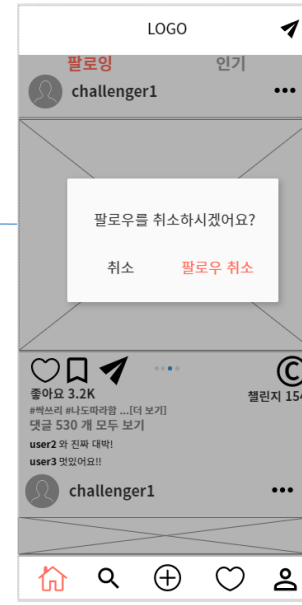 LOGO
팔로잉 인기
challenger1
팔로우를 취소하시겠어요?
취소 팔로우 취소
좋아요 3.2K
챌린지 154
#싹쓰리 #나도따라함 ...[더 보기]
댓글 530 개 모두 보기
user2 와 진짜 대박!
user3 멋있어요!!
challenger1